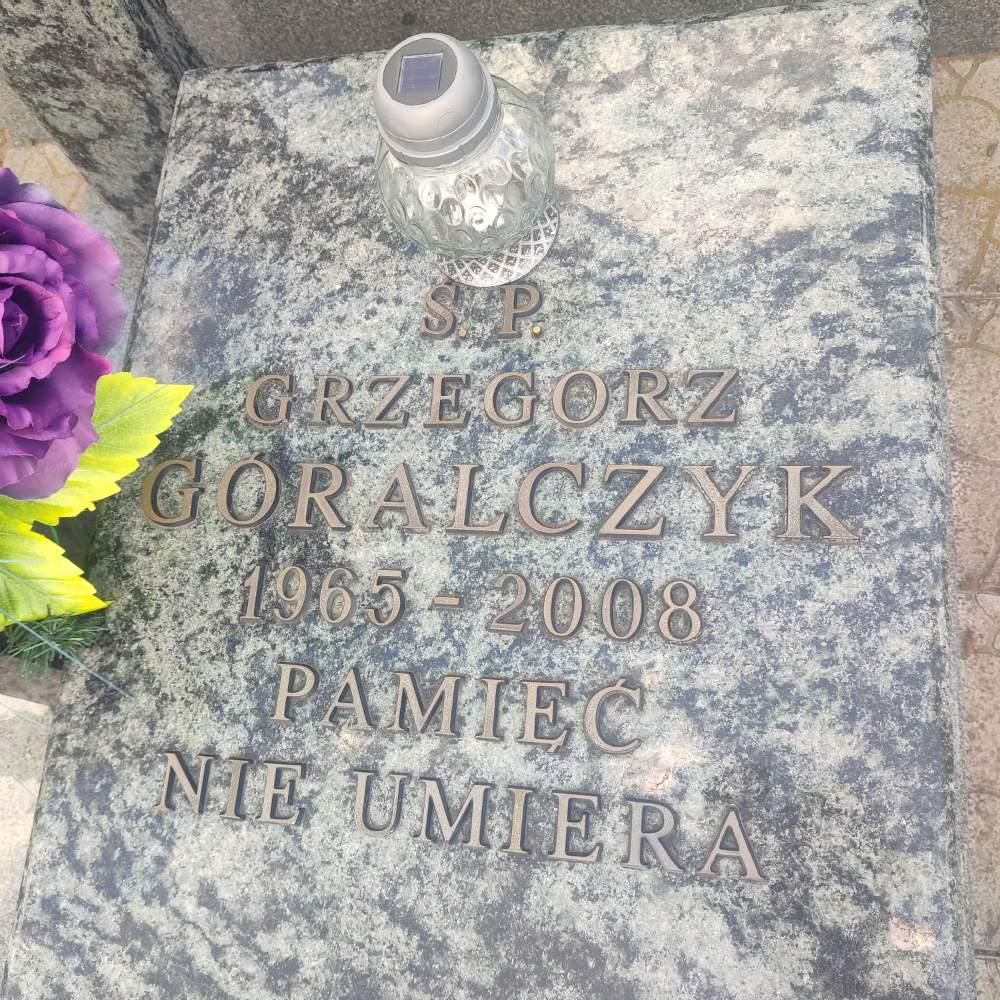 Ś. P.
GRZEGORZ
GÓRALCZYK
1965 - 2008
PAMIĘĆ
NIE UMIERA